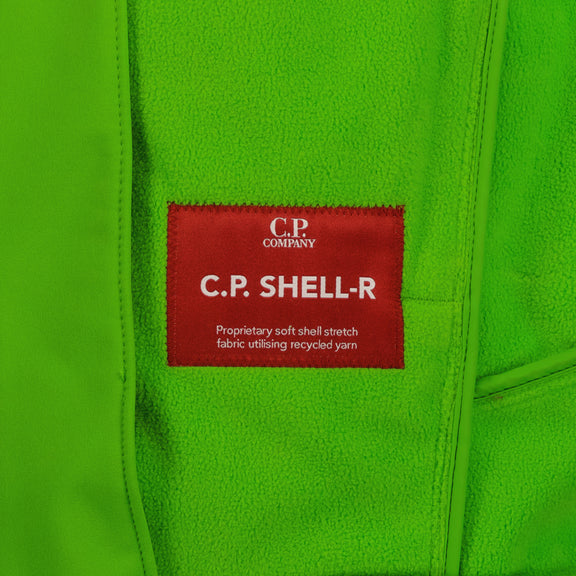 C.P.
COMPANY
C.P. SHELL-R
Proprietary soft shell stretch
fabric utilising recycled yarn